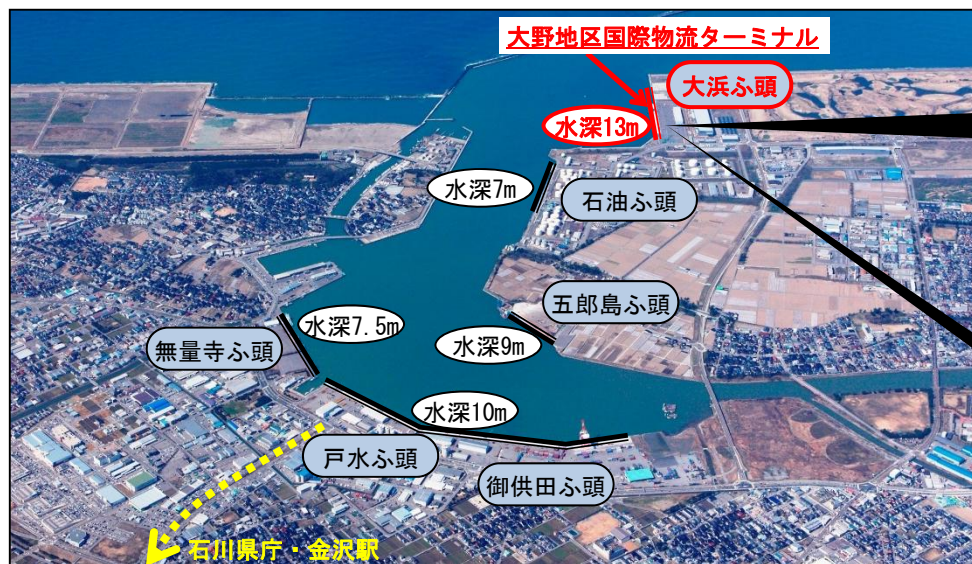 大野地区国際物流ターミナル
大浜ふ頭
水深13m
水深7m
石油ふ頭
五郎島ふ頭
水深7.5m
水深9m
無量寺ふ頭
水深10m
戸水ふ頭
御供田ふ頭
石川県庁・金沢駅